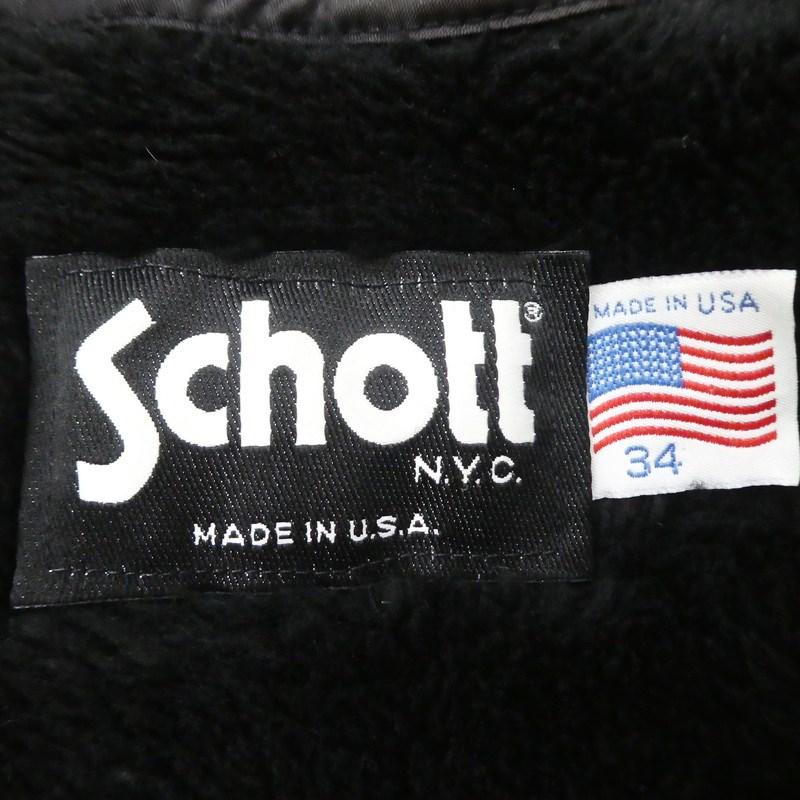 Schott®
N.Y.C.
MADE IN U.S.A.
MADE IN USA
34